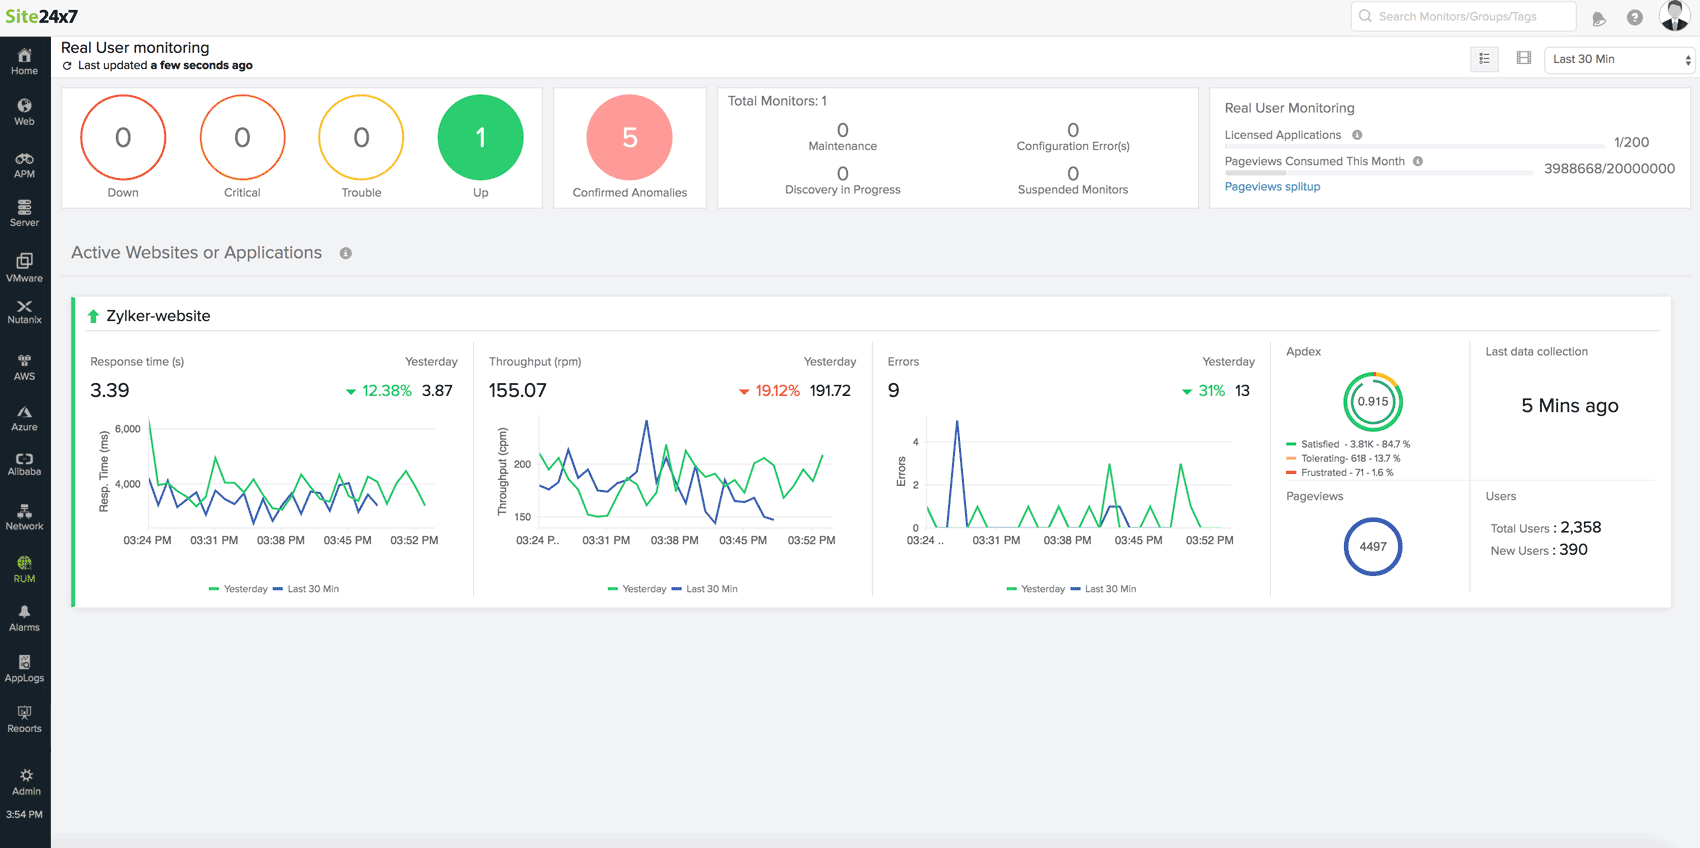 Site24x7
Search Monitors/Groups/Tags
Home
Web
APM
Server
VMware
Nutanix
AWS
Azure
Alibaba
Network
RUM
Alarms
AppLogs
Reports
Admin
3:54 PM
Real User monitoring
Last updated a few seconds ago
Last 30 Min
0
Down
0
Critical
0
Trouble
1
Up
5
Confirmed Anomalies
Total Monitors: 1
0
Maintenance
0
Configuration Error(s)
0
Discovery in Progress
0
Suspended Monitors
Real User Monitoring
Licensed Applications
1/200
Pageviews Consumed This Month
3988668/20000000
Pageviews splitup
Active Websites or Applications
Zylker-website
Response time (s) Yesterday
3.39 12.38% 3.87
Resp. Time (ms)
6,000
4,000
03:24 PM 03:31 PM 03:38 PM 03:45 PM 03:52 PM
Yesterday Last 30 Min
Throughput (rpm) Yesterday
155.07 19.12% 191.72
Throughput (cpm)
200
150
03:24 P.. 03:31 PM 03:38 PM 03:45 PM 03:52 PM
Yesterday Last 30 Min
Errors Yesterday
9 31% 13
Errors
4
2
0
03:24 .. 03:31 PM 03:38 PM 03:45 PM 03:52 PM
Yesterday Last 30 Min
Apdex
0.915
Satisfied - 3.81K - 84.7 %
Tolerating- 618 - 13.7 %
Frustrated - 71 - 1.6 %
Last data collection
5 Mins ago
Pageviews
4497
Users
Total Users : 2,358
New Users : 390